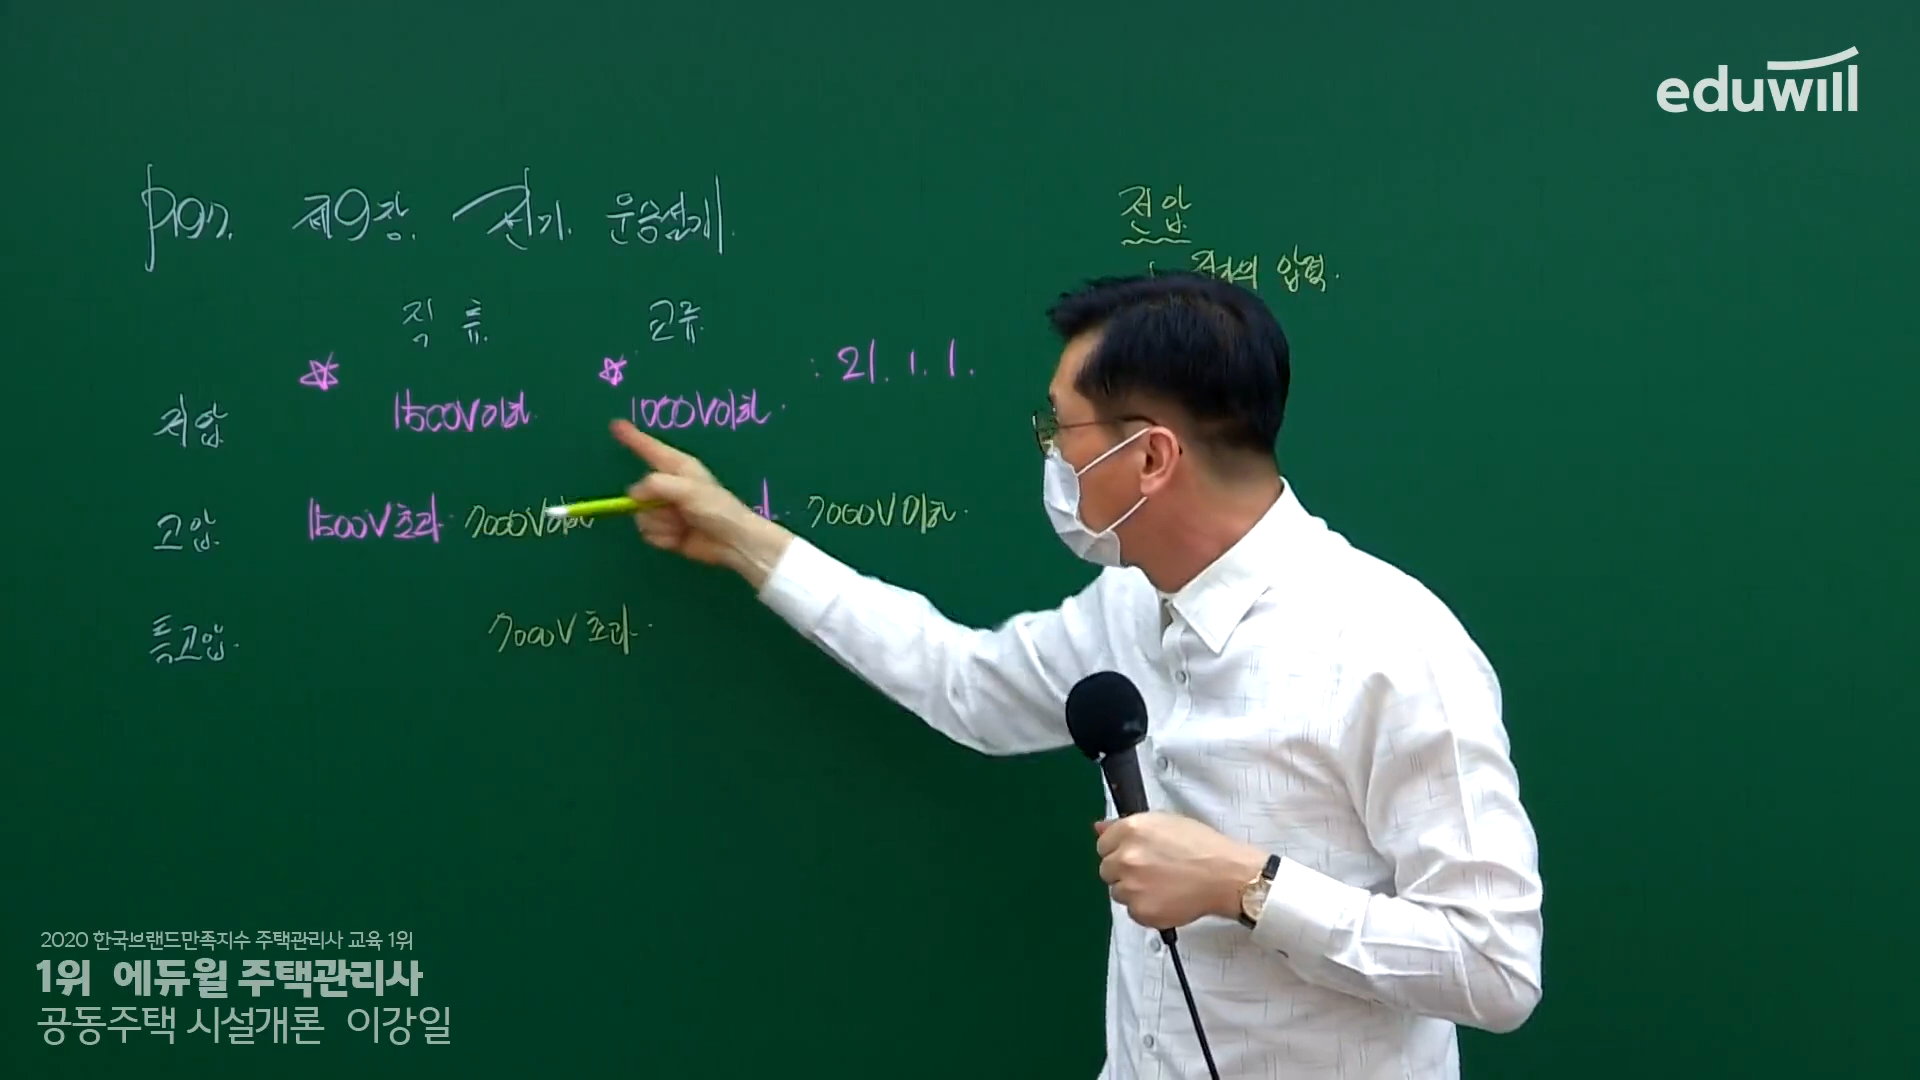 eduwill
P197. 제9장. 전기. 운송설비.
전압
전기의 압력.
직류 교류
: 21. 1. 1.
저압 1500V이하. 1000V이하.
고압 1500V초과. 7000V이하 7000V이하.
특고압. 7000V초과.
2020 한국브랜드만족지수 주택관리사 교육 1위
1위 에듀윌 주택관리사
공동주택 시설개론 이강일